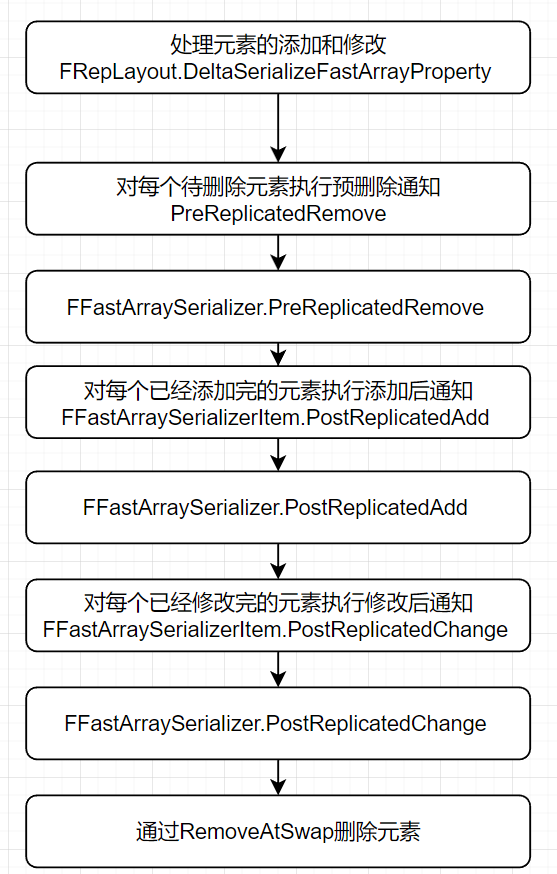 处理元素的添加和修改
FRepLayout.DeltaSerializeFastArrayProperty
对每个待删除元素执行预删除通知
PreReplicatedRemove
FFastArraySerializer.PreReplicatedRemove
对每个已经添加完的元素执行添加后通知
FFastArraySerializerItem.PostReplicatedAdd
FFastArraySerializer.PostReplicatedAdd
对每个已经修改完的元素执行修改后通知
FFastArraySerializerItem.PostReplicatedChange
FFastArraySerializer.PostReplicatedChange
通过RemoveAtSwap删除元素